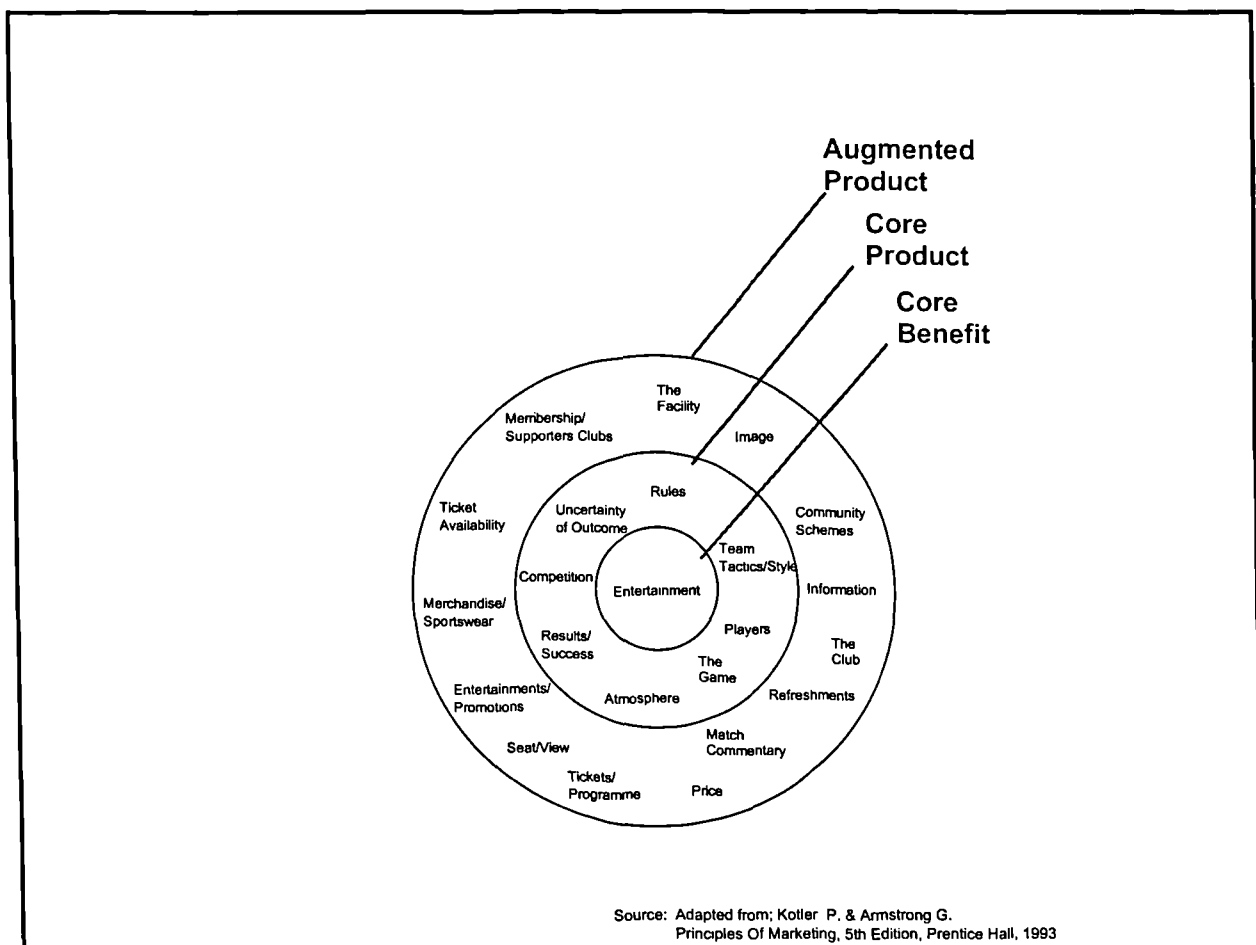 Augmented
Product
Core
Product
Core
Benefit
The
Facility
Membership/
Supporters Clubs
Image
Rules
Ticket
Availability
Uncertainty
of Outcome
Community
Schemes
Team
Tactics/Style
Competition
Entertainment
Information
Merchandise/
Sportswear
Players
Results/
Success
The
Club
The
Game
Entertainments/
Promotions
Atmosphere
Refreshments
Match
Commentary
Seat/View
Tickets/
Programme
Price
Source: Adapted from; Kotler P. & Armstrong G.
Principles Of Marketing, 5th Edition, Prentice Hall, 1993